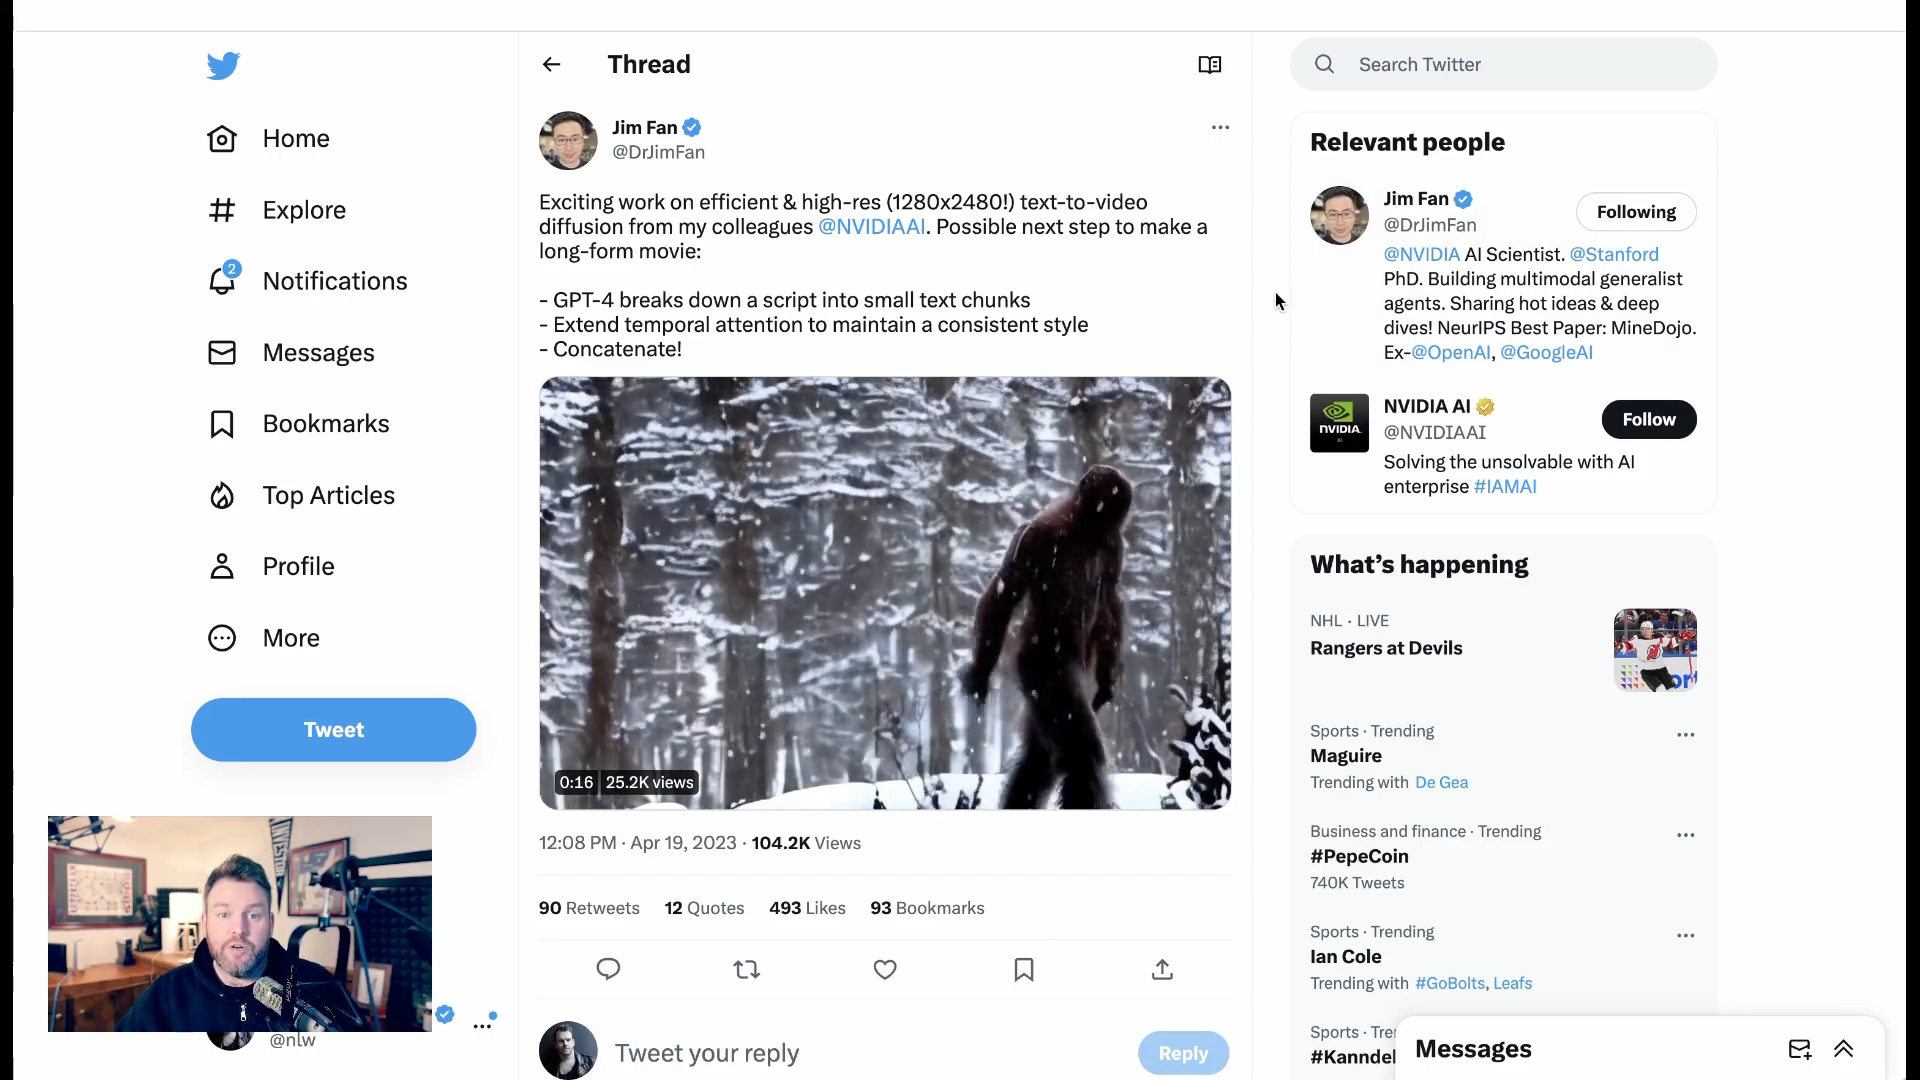 Home
Explore
2
Notifications
Messages
Bookmarks
Top Articles
Profile
More
Tweet
@nlw
Thread
Jim Fan
@DrJimFan
Exciting work on efficient & high-res (1280x2480!) text-to-video
diffusion from my colleagues @NVIDIAAI. Possible next step to make a
long-form movie:
- GPT-4 breaks down a script into small text chunks
- Extend temporal attention to maintain a consistent style
- Concatenate!
0:16 25.2K views
12:08 PM · Apr 19, 2023 · 104.2K Views
90 Retweets 12 Quotes 493 Likes 93 Bookmarks
Tweet your reply
Reply
Search Twitter
Relevant people
Jim Fan
@DrJimFan
Following
@NVIDIA AI Scientist. @Stanford
PhD. Building multimodal generalist
agents. Sharing hot ideas & deep
dives! NeurIPS Best Paper: MineDojo.
Ex-@OpenAI, @GoogleAI
NVIDIA
AI
NVIDIA AI
@NVIDIAAI
Follow
Solving the unsolvable with AI
enterprise #IAMAI
What's happening
NHL · LIVE
Rangers at Devils
Sports · Trending
Maguire
Trending with De Gea
Business and finance · Trending
#PepeCoin
740K Tweets
Sports · Trending
Ian Cole
Trending with #GoBolts, Leafs
Sports · Tre
#Kanndel
Messages